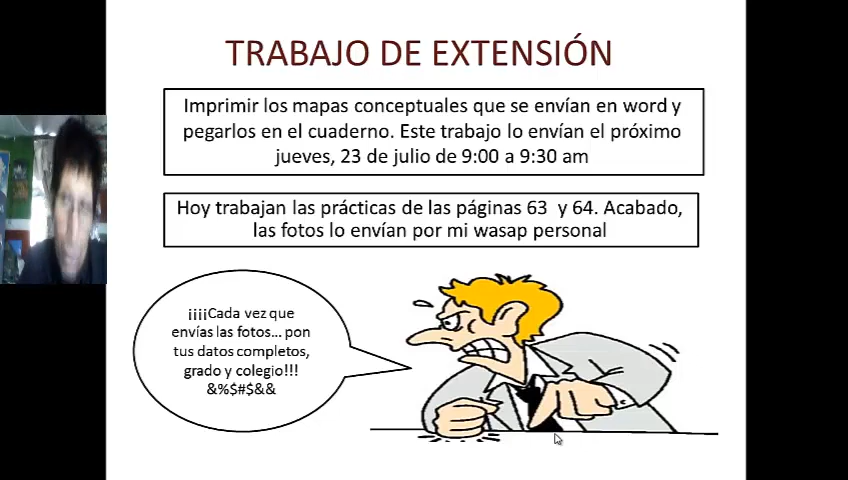 TRABAJO DE EXTENSIÓN
Imprimir los mapas conceptuales que se envían en word y
pegarlos en el cuaderno. Este trabajo lo envían el próximo
jueves, 23 de julio de 9:00 a 9:30 am
Hoy trabajan las prácticas de las páginas 63 y 64. Acabado,
las fotos lo envían por mi wasap personal
¡¡¡¡Cada vez que
envías las fotos... pon
tus datos completos,
grado y colegio!!!
&%$#$&&